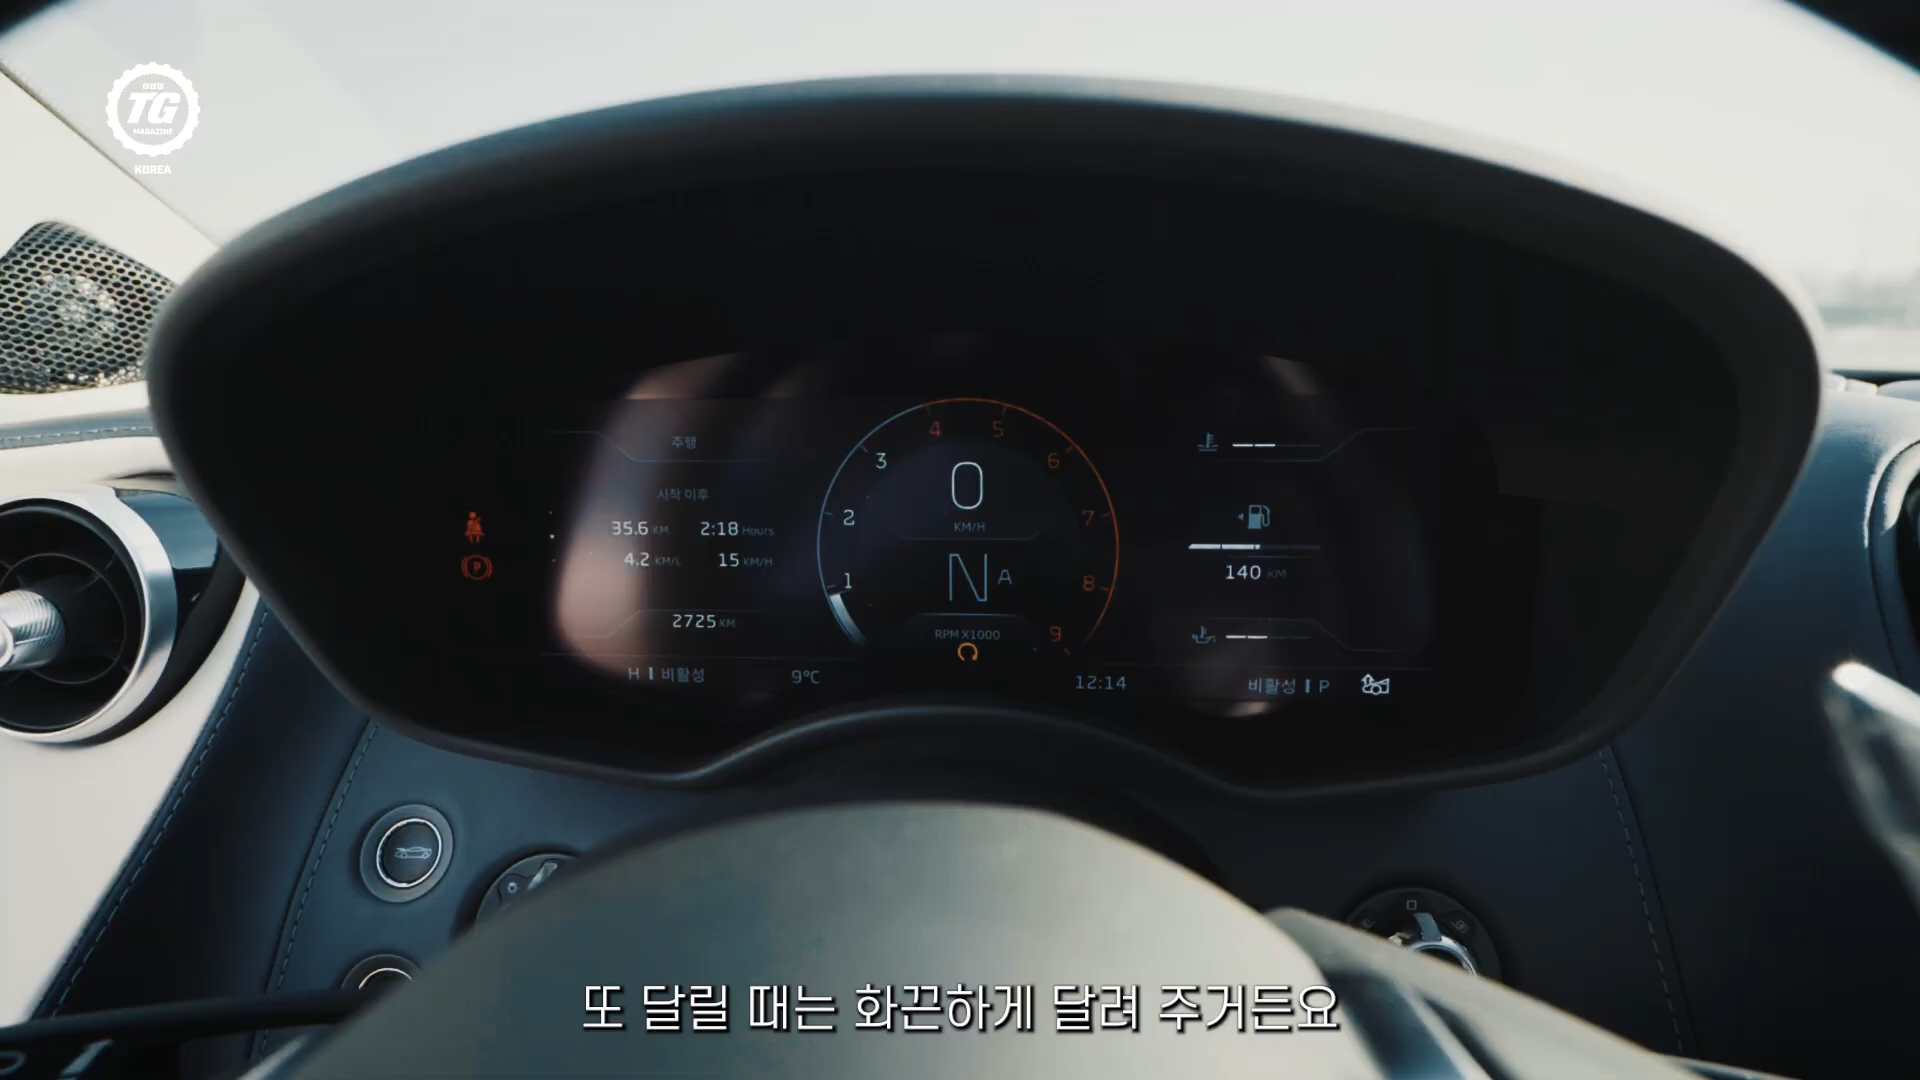 TG
MAGAZINE
KOREA
주행
시작 이후
35.6 KM 2:18 Hours
4.2 KM/L 15 KM/H
2725 KM
H 비활성
9°C
1 2 3 4 5 6 7 8 9
0
KM/H
N A
RPM X1000
140 KM
12:14
비활성 P
P
또 달릴 때는 화끈하게 달려 주거든요